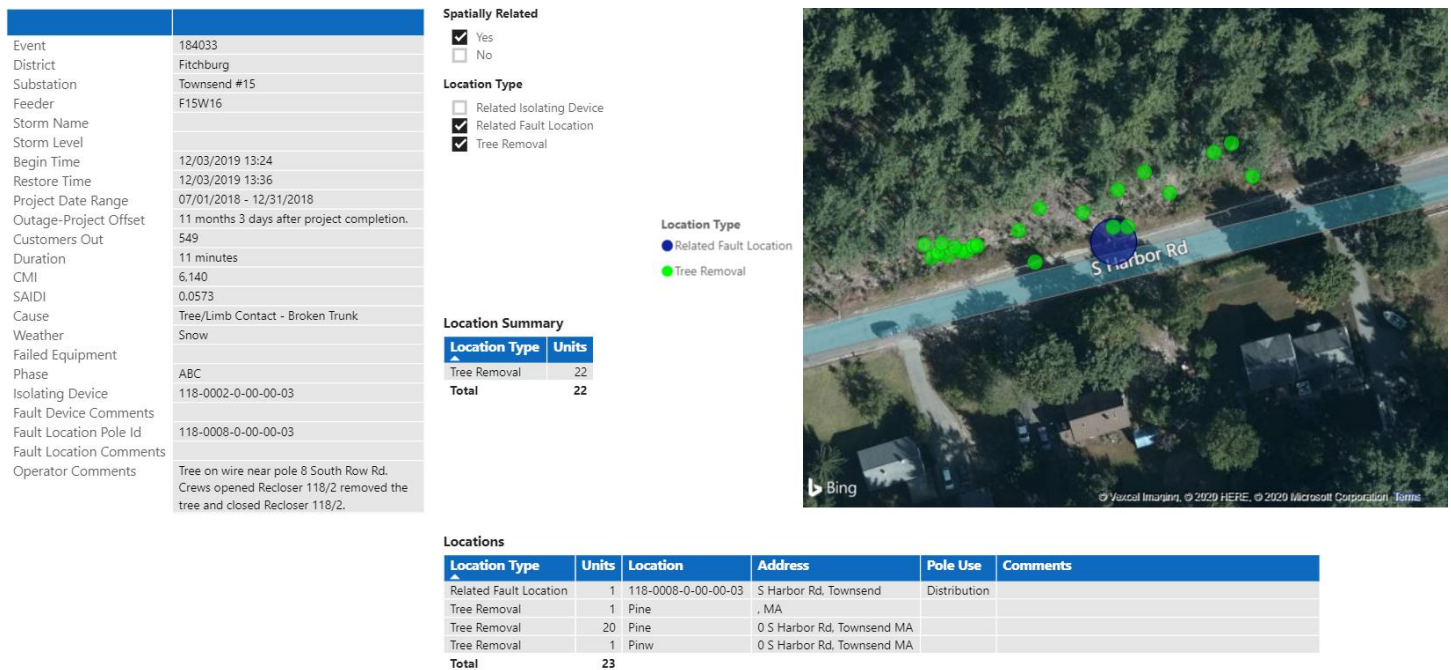 Event 184033
District Fitchburg
Substation Townsend #15
Feeder F15W16
Storm Name
Storm Level
Begin Time 12/03/2019 13:24
Restore Time 12/03/2019 13:36
Project Date Range 07/01/2018 - 12/31/2018
Outage-Project Offset 11 months 3 days after project completion.
Customers Out 549
Duration 11 minutes
CMI 6,140
SAIDI 0.0573
Cause Tree/Limb Contact - Broken Trunk
Weather Snow
Failed Equipment
Phase ABC
Isolating Device 118-0002-0-00-00-03
Fault Device Comments
Fault Location Pole Id 118-0008-0-00-00-03
Fault Location Comments
Operator Comments Tree on wire near pole 8 South Row Rd.
Crews opened Recloser 118/2 removed the
tree and closed Recloser 118/2.
Spatially Related
Yes
No
Location Type
Related Isolating Device
Related Fault Location
Tree Removal
Location Type
Related Fault Location
Tree Removal
Location Summary
Location Type Units
Tree Removal 22
Total 22
S Harbor Rd
Bing
© Vexcel Imaging, © 2020 HERE, © 2020 Microsoft Corporation Terms
Locations
Location Type Units Location Address Pole Use Comments
Related Fault Location 1 118-0008-0-00-00-03 S Harbor Rd, Townsend Distribution
Tree Removal 1 Pine , MA
Tree Removal 20 Pine 0 S Harbor Rd, Townsend MA
Tree Removal 1 Pinw 0 S Harbor Rd, Townsend MA
Total 23